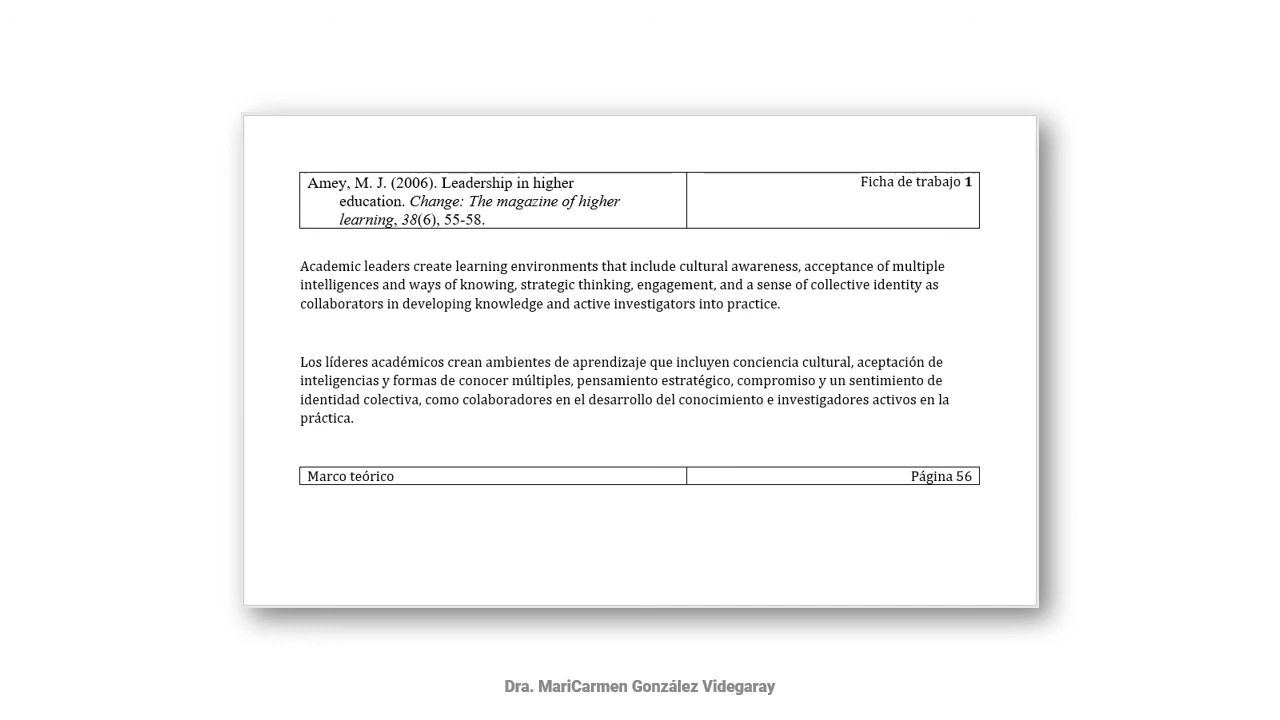 Amey, M. J. (2006). Leadership in higher
education. Change: The magazine of higher
learning, 38(6), 55-58.
Ficha de trabajo 1
Academic leaders create learning environments that include cultural awareness, acceptance of multiple
intelligences and ways of knowing, strategic thinking, engagement, and a sense of collective identity as
collaborators in developing knowledge and active investigators into practice.
Los líderes académicos crean ambientes de aprendizaje que incluyen conciencia cultural, aceptación de
inteligencias y formas de conocer múltiples, pensamiento estratégico, compromiso y un sentimiento de
identidad colectiva, como colaboradores en el desarrollo del conocimiento e investigadores activos en la
práctica.
Marco teórico
Página 56
Dra. MariCarmen González Videgaray